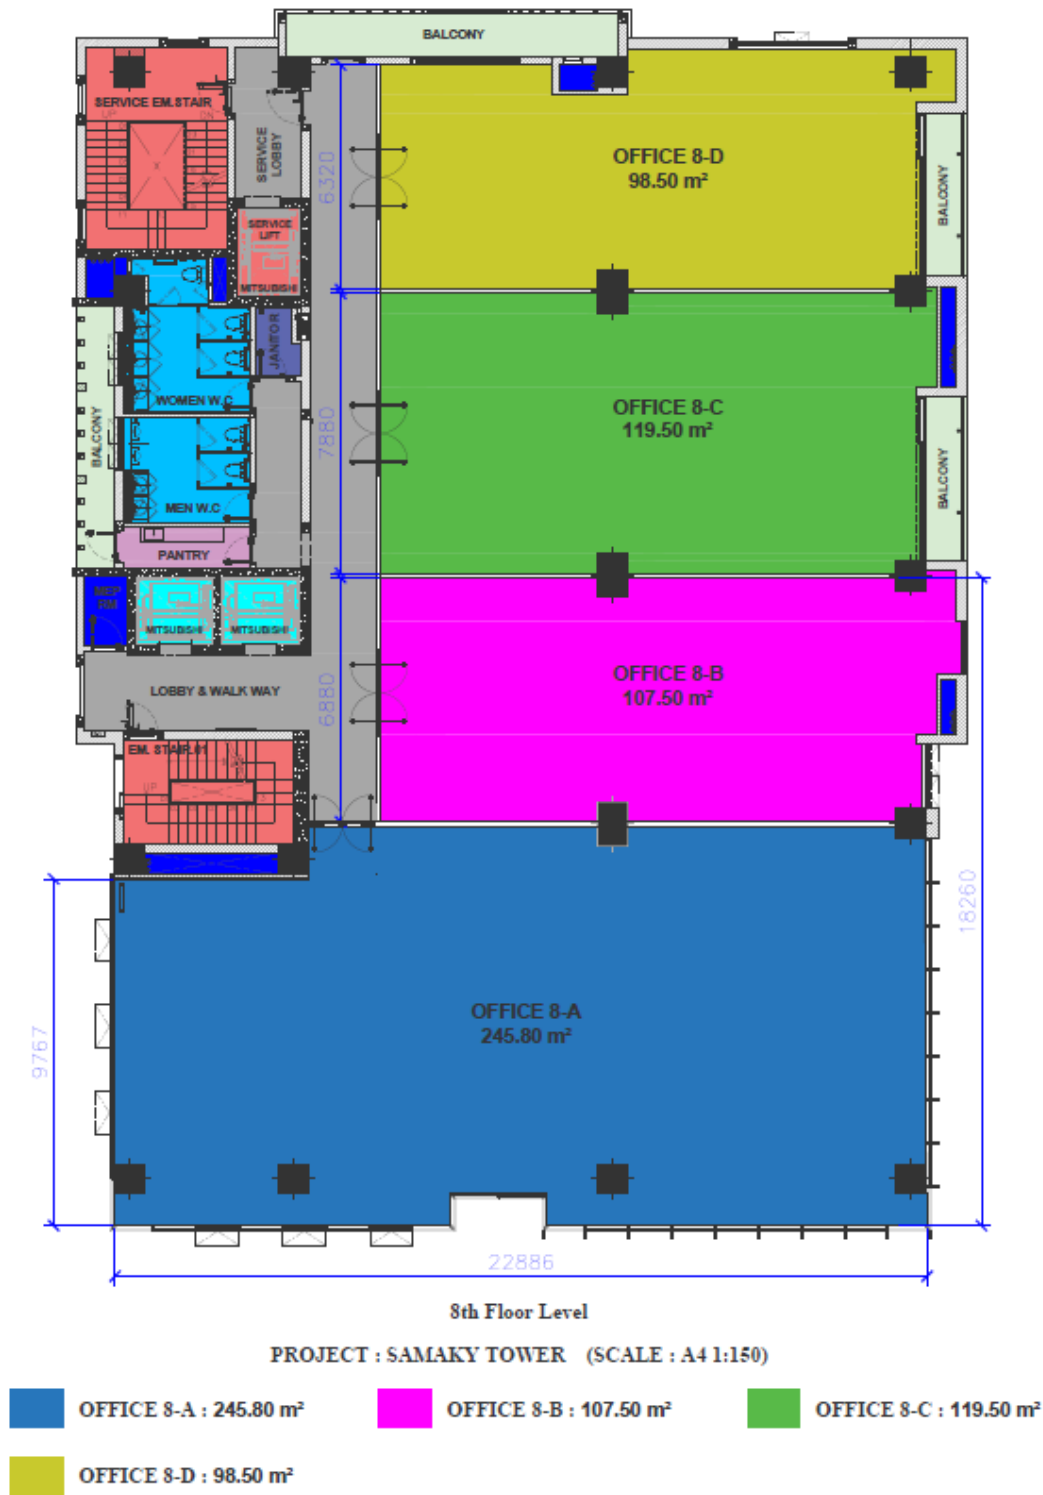 BALCONY
SERVICE EM.STAIR
UP
DN
SERVICE
LOBBY
6320
OFFICE 8-D
98.50 m²
BALCONY
SERVICE
LIFT
MITSUBISHI
JANITOR
WOMEN W.C
BALCONY
7880
OFFICE 8-C
119.50 m²
BALCONY
MEN W.C
PANTRY
MEP
RM
MITSUBISHI
MITSUBISHI
LOBBY & WALK WAY
6880
OFFICE 8-B
107.50 m²
EM. STAIR.01
UP
18260
9767
OFFICE 8-A
245.80 m²
22886
8th Floor Level
PROJECT : SAMAKY TOWER (SCALE : A4 1:150)
OFFICE 8-A : 245.80 m²
OFFICE 8-B : 107.50 m²
OFFICE 8-C : 119.50 m²
OFFICE 8-D : 98.50 m²